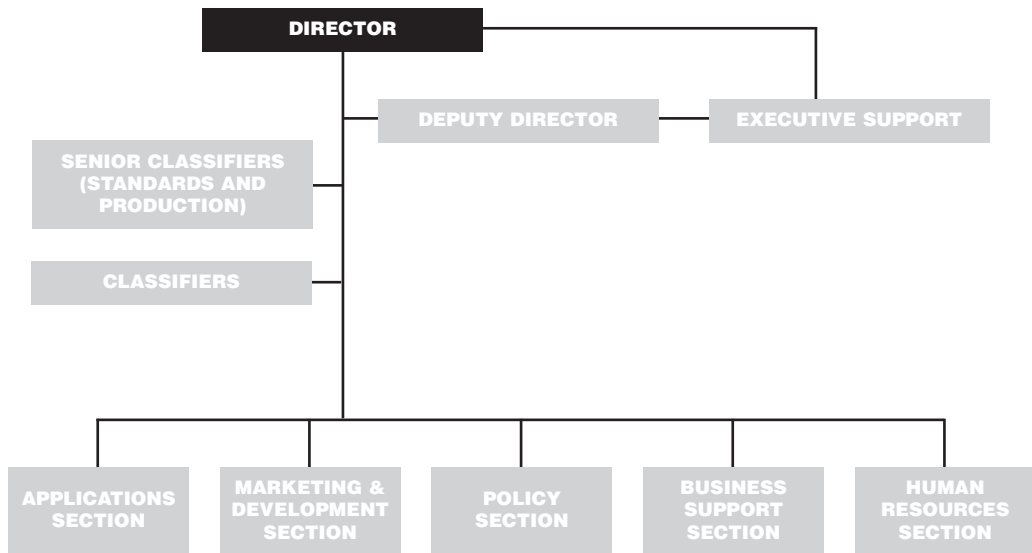 DIRECTOR
DEPUTY DIRECTOR
EXECUTIVE SUPPORT
SENIOR CLASSIFIERS
(STANDARDS AND
PRODUCTION)
CLASSIFIERS
APPLICATIONS
SECTION
MARKETING &
DEVELOPMENT
SECTION
POLICY
SECTION
BUSINESS
SUPPORT
SECTION
HUMAN
RESOURCES
SECTION